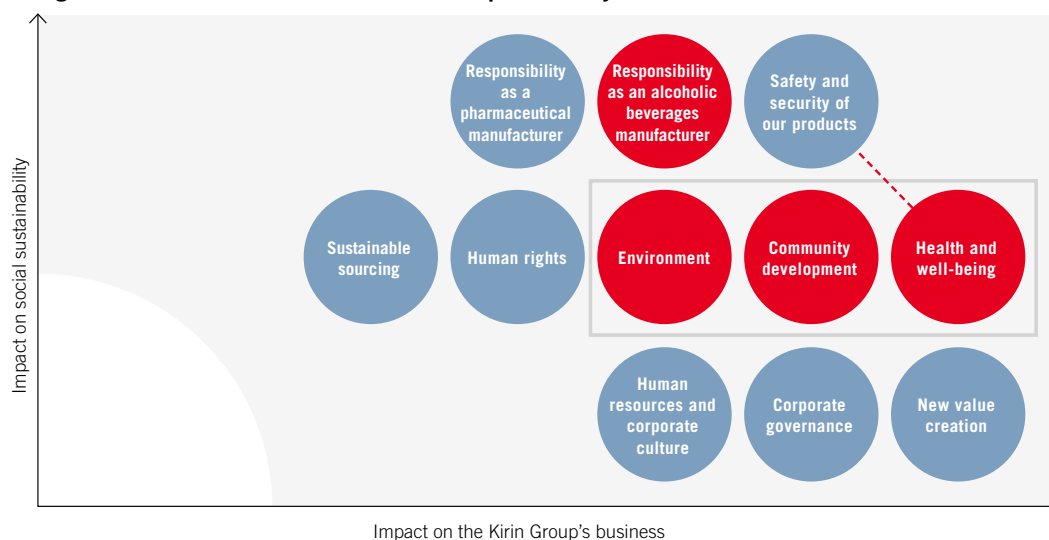 Impact on social sustainability
Responsibility
as a
pharmaceutical
manufacturer
Responsibility
as an alcoholic
beverages
manufacturer
Safety and
security of
our products
Sustainable
sourcing
Human rights
Environment
Community
development
Health and
well-being
Human
resources and
corporate
culture
Corporate
governance
New value
creation
Impact on the Kirin Group's business